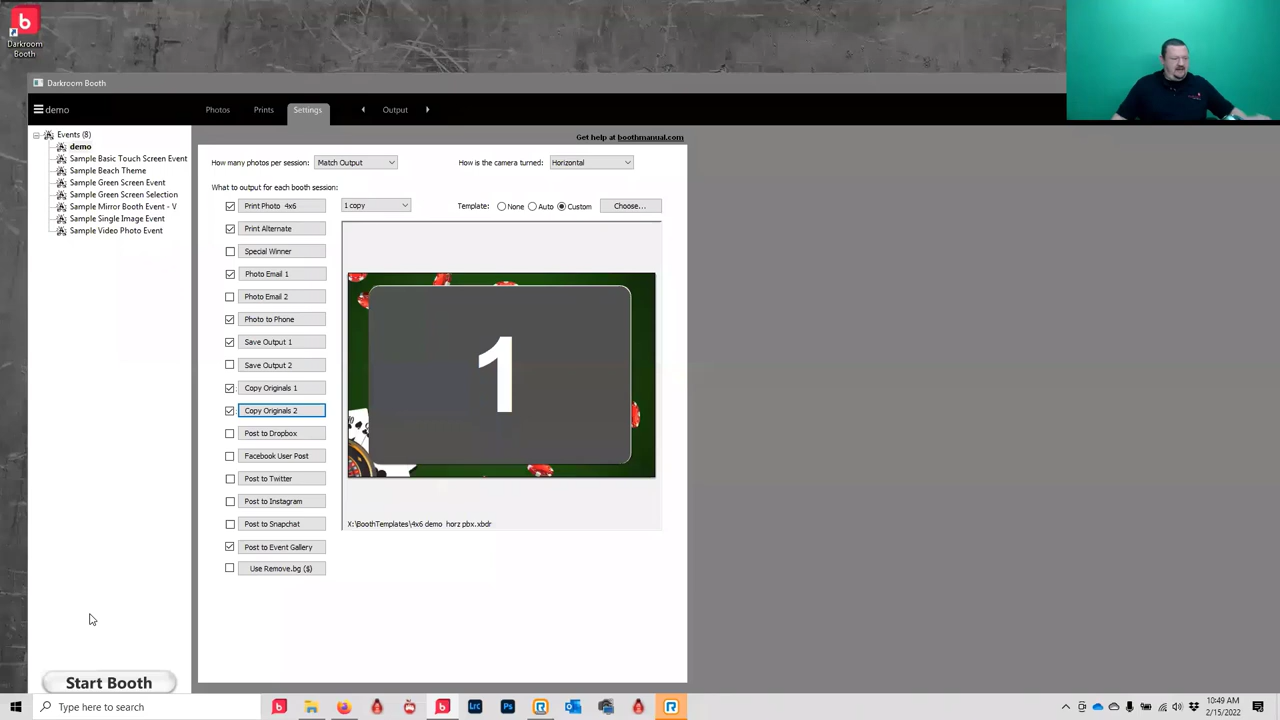 Darkroom
Booth
Darkroom Booth
demo
Photos Prints Settings Output
Get help at boothmanual.com
Events (8)
demo
Sample Basic Touch Screen Event
Sample Beach Theme
Sample Green Screen Event
Sample Green Screen Selection
Sample Mirror Booth Event - V
Sample Single Image Event
Sample Video Photo Event
How many photos per session: Match Output How is the camera turned: Horizontal
What to output for each booth session:
Print Photo 4x6 1 copy Template: None Auto Custom Choose...
Print Alternate
Special Winner
Photo Email 1
Photo Email 2
Photo to Phone
Save Output 1
Save Output 2
Copy Originals 1
Copy Originals 2
Post to Dropbox
Facebook User Post
Post to Twitter
Post to Instagram
Post to Snapchat
Post to Event Gallery
Use Remove.bg ($)
1
X:\BoothTemplates\4x6 demo horz pbx.xbdr
Start Booth
Type here to search
Lrc Ps
10:49 AM
2/15/2022